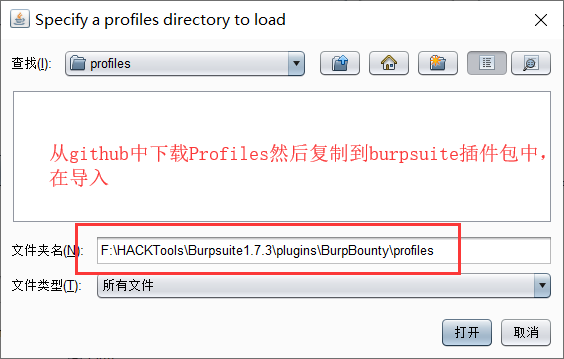 Specify a profiles directory to load
查找(I):
profiles
从github中下载Profiles然后复制到burpsuite插件包中，
在导入
文件夹名(N):
F:\HACKTools\Burpsuite1.7.3\plugins\BurpBounty\profiles
文件类型(T):
所有文件
打开
取消